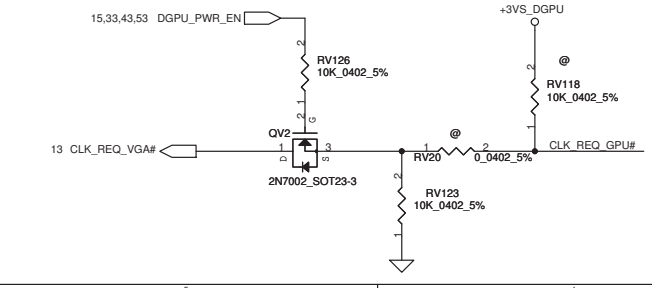 +3VS_DGPU
15,33,43,53 DGPU_PWR_EN
2
RV126
10K_0402_5%
1
@
2
RV118
10K_0402_5%
1
2
G
QV2
13 CLK_REQ_VGA#
1
3
D
S
2N7002_SOT23-3
@
1
2
RV20
0_0402_5%
CLK_REQ_GPU#
2
RV123
10K_0402_5%
1